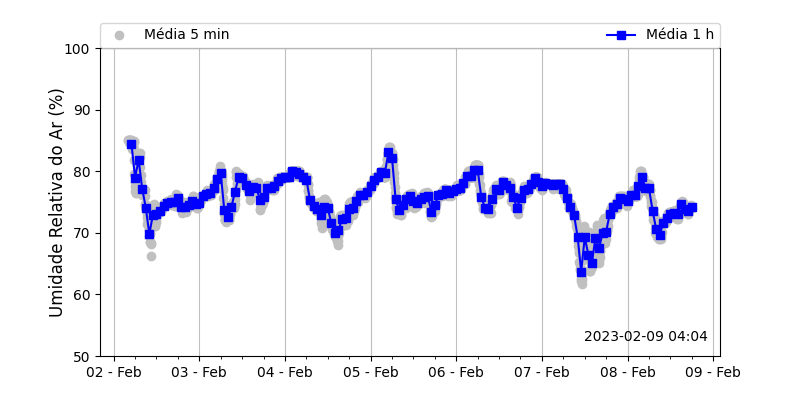 Média 5 min
Média 1 h
Umidade Relativa do Ar (%)
100
90
80
70
60
50
2023-02-09 04:04
02 - Feb
03 - Feb
04 - Feb
05 - Feb
06 - Feb
07 - Feb
08 - Feb
09 - Feb